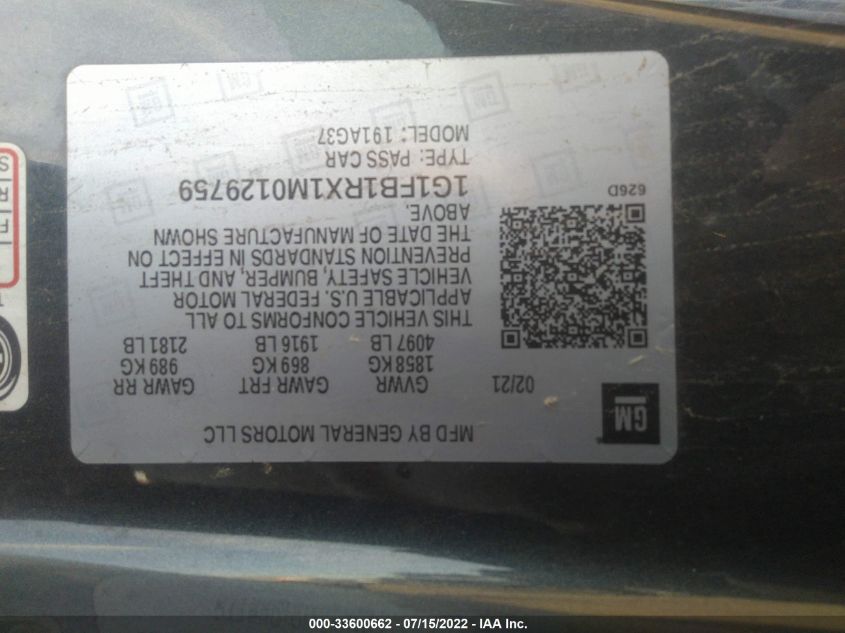 GM
MFD BY GENERAL MOTORS LLC
02/21
GVWR GAWR FRT GAWR RR
1858 KG 869 KG 989 KG
4097 LB 1916 LB 2181 LB
THIS VEHICLE CONFORMS TO ALL
APPLICABLE U.S. FEDERAL MOTOR
VEHICLE SAFETY, BUMPER, AND THEFT
PREVENTION STANDARDS IN EFFECT ON
THE DATE OF MANUFACTURE SHOWN
ABOVE.
626D
1G1FB1RX1M0129759
TYPE: PASS CAR
MODEL: 191AG37
000-33600662 - 07/15/2022 - IAA Inc.